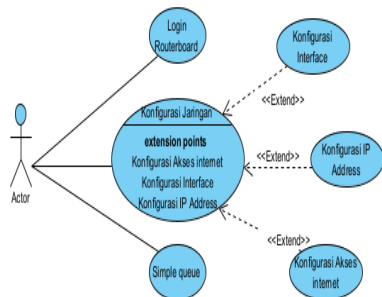 Login
Routerboard
Konfigurasi
Interface
<<Extend>>
Konfigurasi Jaringan
extension points
Konfigurasi Akses internet
Konfigurasi Interface
Konfigurasi IP Address
<<Extend>>
Konfigurasi IP
Address
Actor
<<Extend>>
Simple queue
Konfigurasi Akses
internet